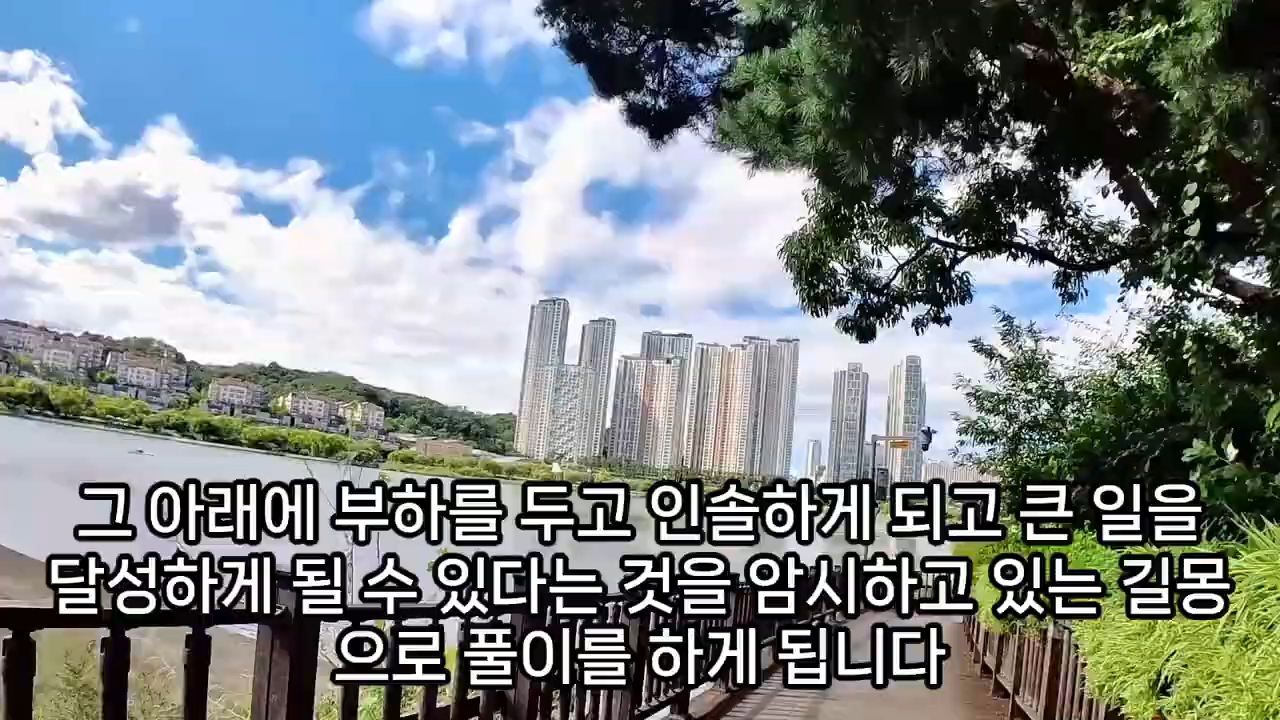 그 아래에 부하를 두고 인솔하게 되고 큰 일을
달성하게 될 수 있다는 것을 암시하고 있는 길몽
으로 풀이를 하게 됩니다